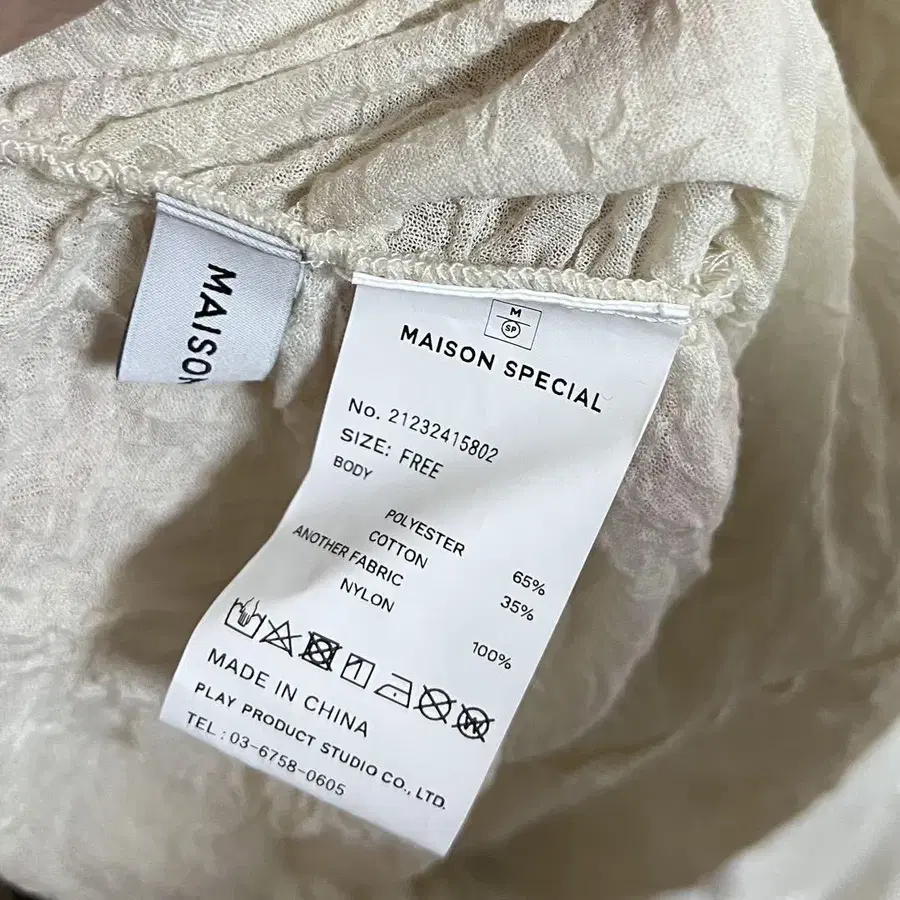 MAISON
M
SP
MAISON SPECIAL
No. 21232415802
SIZE: FREE
BODY
POLYESTER 65%
COTTON 35%
ANOTHER FABRIC
NYLON 100%
W
MADE IN CHINA
PLAY PRODUCT STUDIO CO., LTD.
TEL : 03-6758-0605